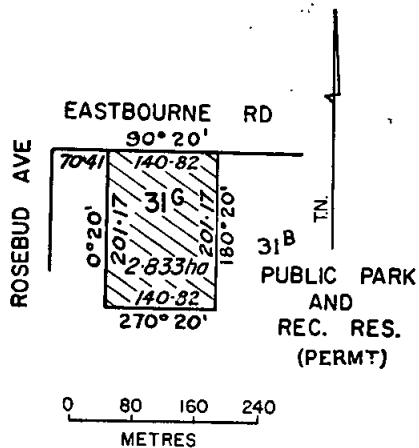 EASTBOURNE RD
90° 20'
ROSEBUD AVE
70·41
140·82
31G
0° 20'
201·17
201·17
180° 20'
2·833ha
140·82
270° 20'
T.N.
31B
PUBLIC PARK
AND
REC. RES.
(PERMT)
0 80 160 240
METRES